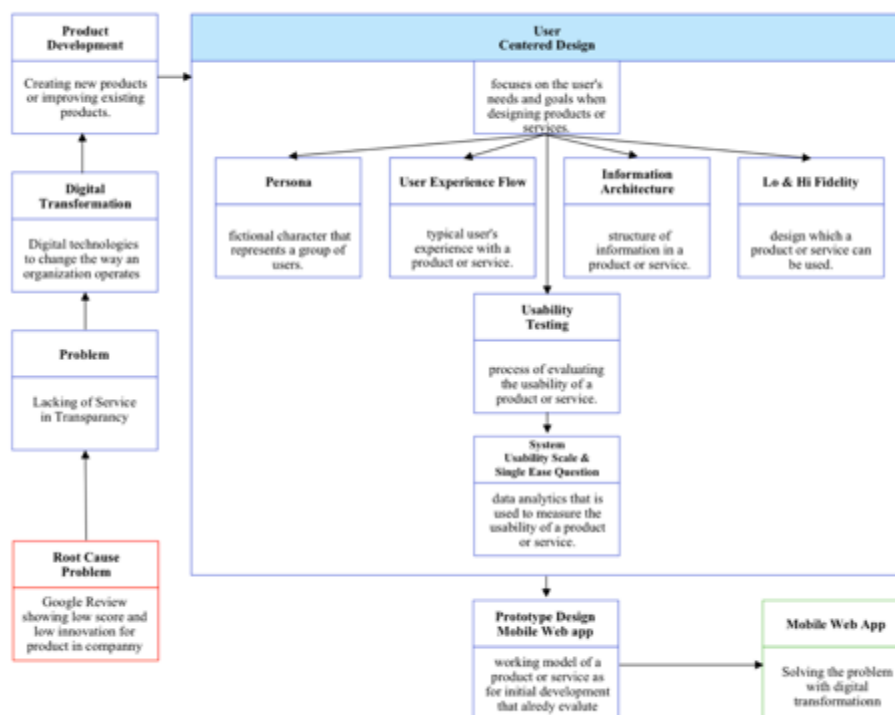 Product
Development
Creating new products
or improving existing
products.
User
Centered Design
focuses on the user's
needs and goals when
designing products or
services.
Digital
Transformation
Digital technologies
to change the way an
organization operates
Persona
fictional character that
represents a group of
users.
User Experience Flow
typical user's
experience with a
product or service.
Information
Architecture
structure of
information in a
product or service.
Lo & Hi Fidelity
design which a
product or service can
be used.
Problem
Lacking of Service
in Transparancy
Usability
Testing
process of evaluating
the usability of a
product or service.
System
Usability Scale &
Single Ease Question
data analytics that is
used to measure the
usability of a product
or service.
Root Cause
Problem
Google Review
showing low score and
low innovation for
product in companny
Prototype Design
Mobile Web app
working model of a
product or service as
for initial development
that alredy evalute
Mobile Web App
Solving the problem
with digital
transformationn